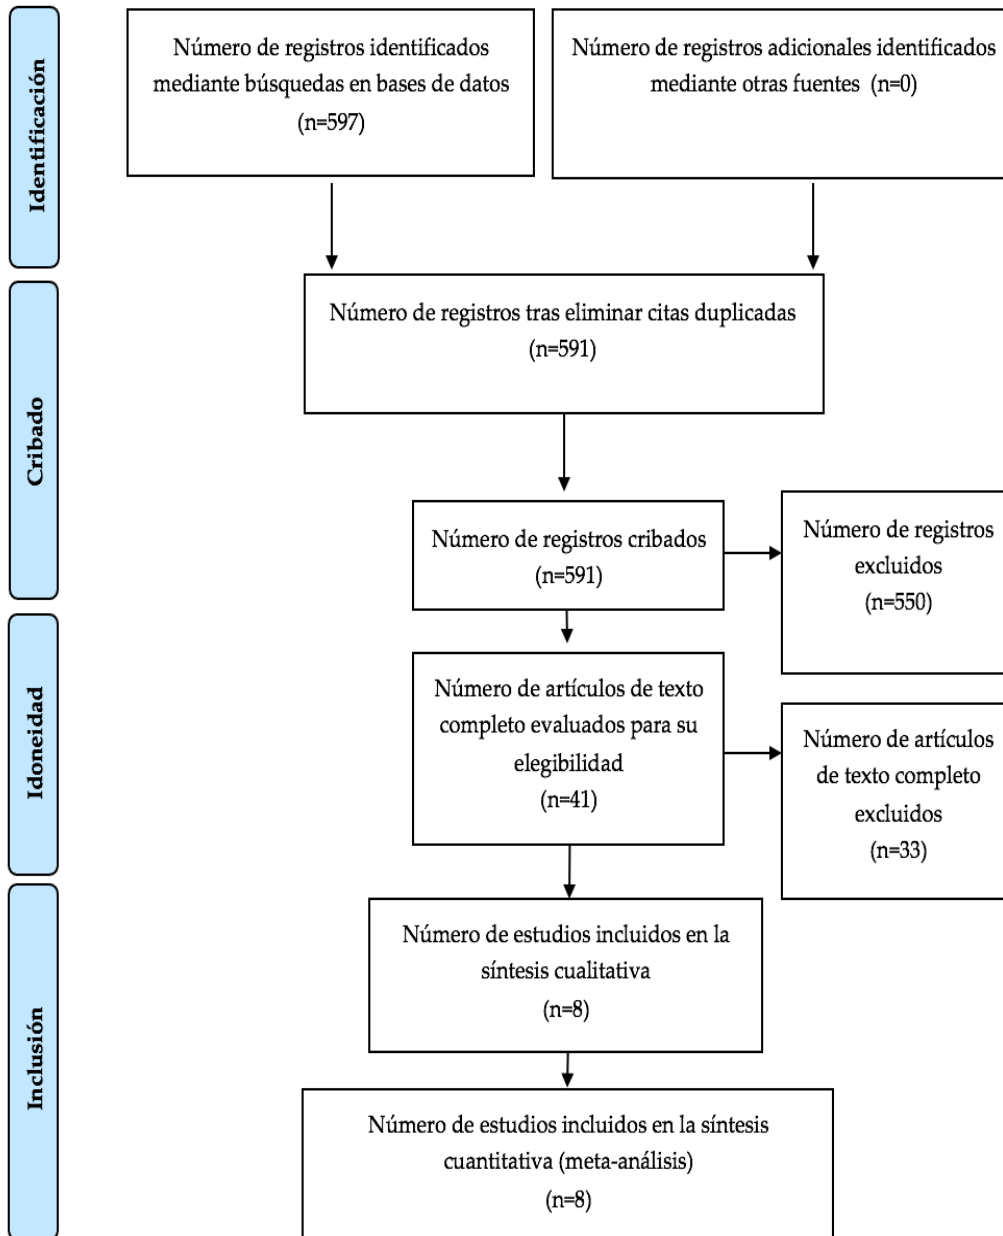 Identificación
Número de registros identificados
mediante búsquedas en bases de datos
(n=597)
Número de registros adicionales identificados
mediante otras fuentes (n=0)
Cribado
Número de registros tras eliminar citas duplicadas
(n=591)
Número de registros cribados
(n=591)
Número de registros
excluidos
(n=550)
Idoneidad
Número de artículos de texto
completo evaluados para su
elegibilidad
(n=41)
Número de artículos
de texto completo
excluidos
(n=33)
Inclusión
Número de estudios incluidos en la
síntesis cualitativa
(n=8)
Número de estudios incluidos en la síntesis
cuantitativa (meta-análisis)
(n=8)